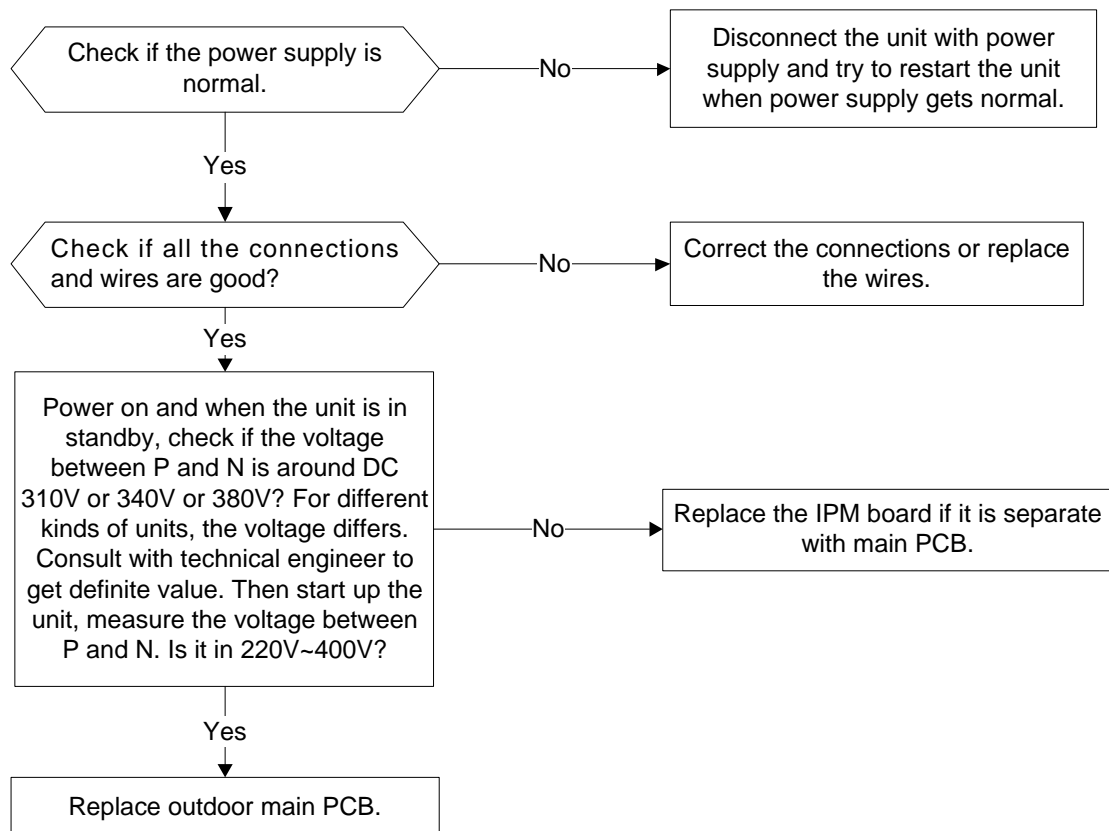 Check if the power supply is
normal.
No
Disconnect the unit with power
supply and try to restart the unit
when power supply gets normal.
Yes
Check if all the connections
and wires are good?
No
Correct the connections or replace
the wires.
Yes
Power on and when the unit is in
standby, check if the voltage
between P and N is around DC
310V or 340V or 380V? For different
kinds of units, the voltage differs.
Consult with technical engineer to
get definite value. Then start up the
unit, measure the voltage between
P and N. Is it in 220V~400V?
No
Replace the IPM board if it is separate
with main PCB.
Yes
Replace outdoor main PCB.